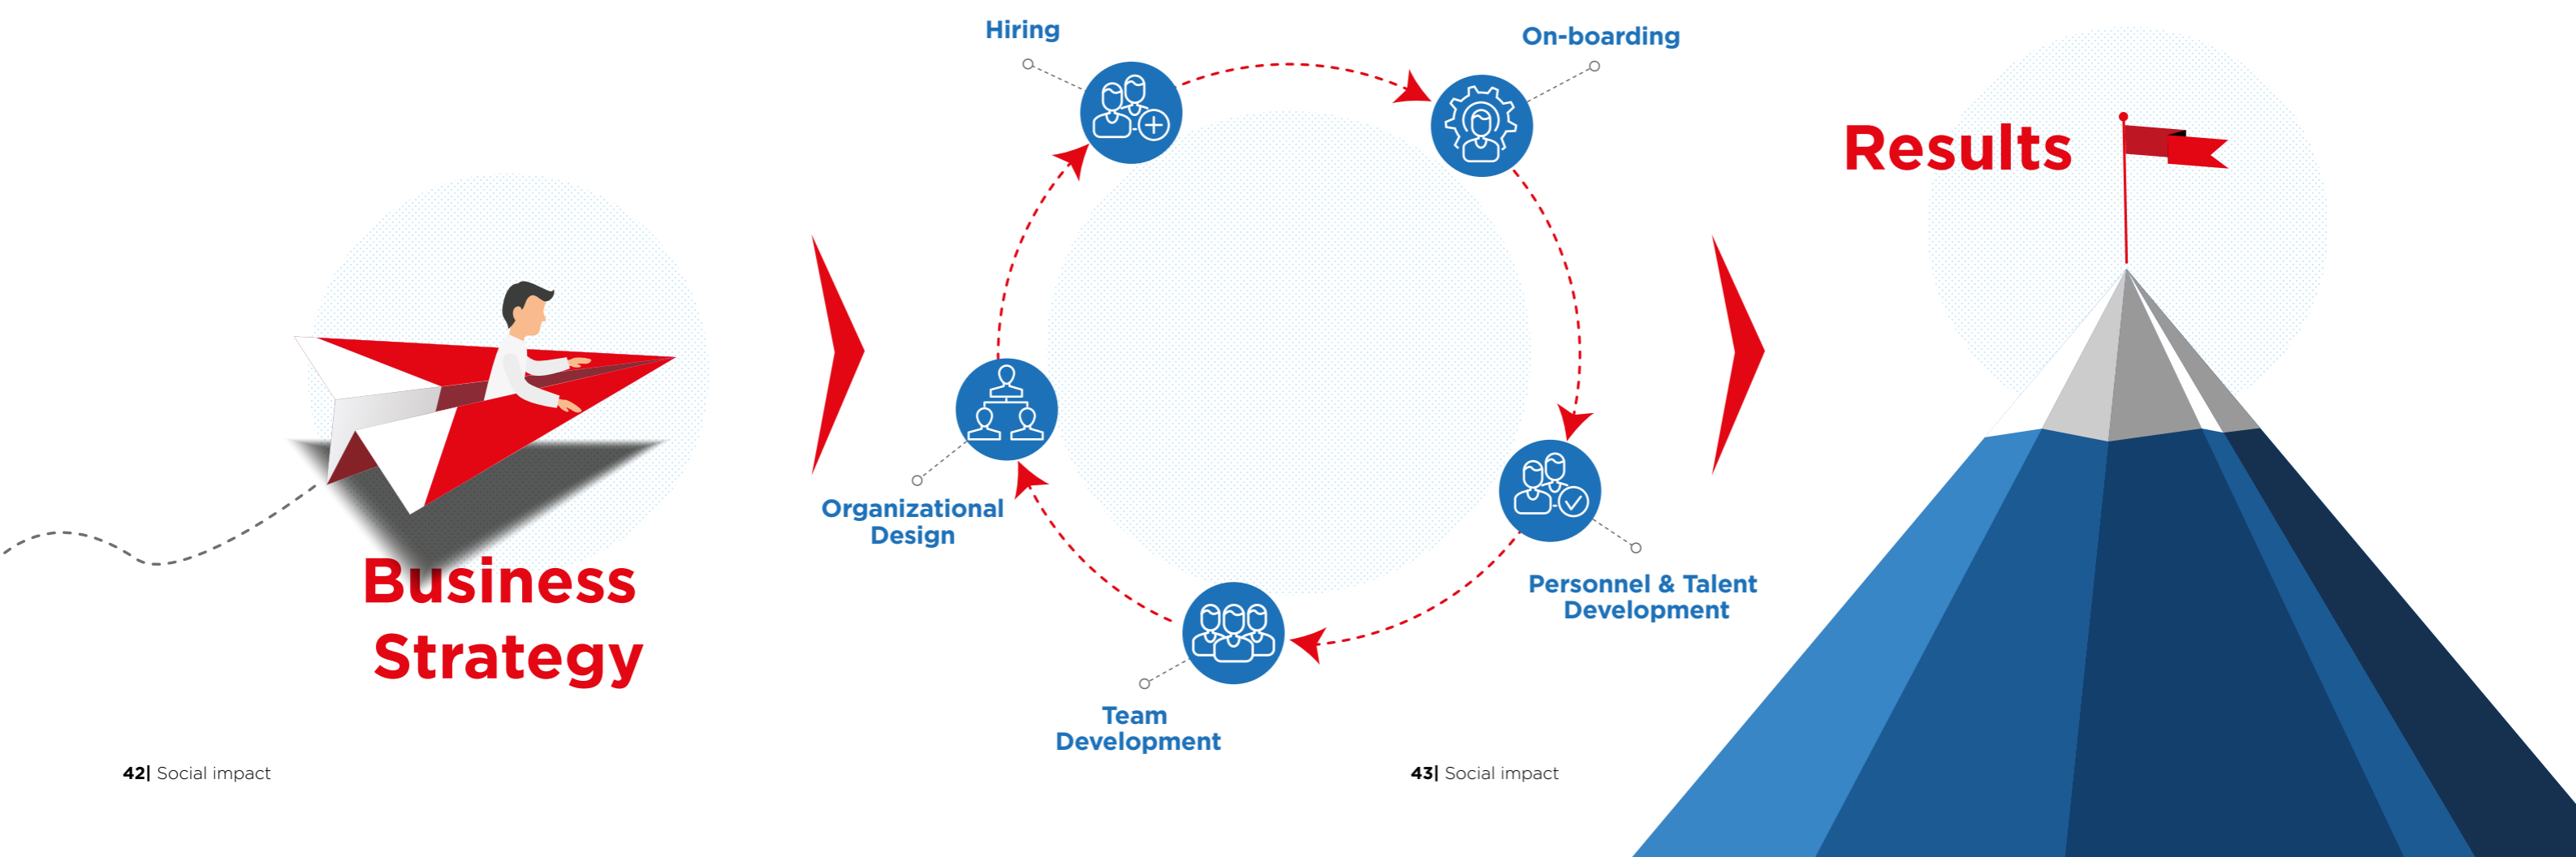 Business
Strategy
Hiring
On-boarding
Personnel & Talent
Development
Team
Development
Organizational
Design
Results
42| Social impact
43| Social impact